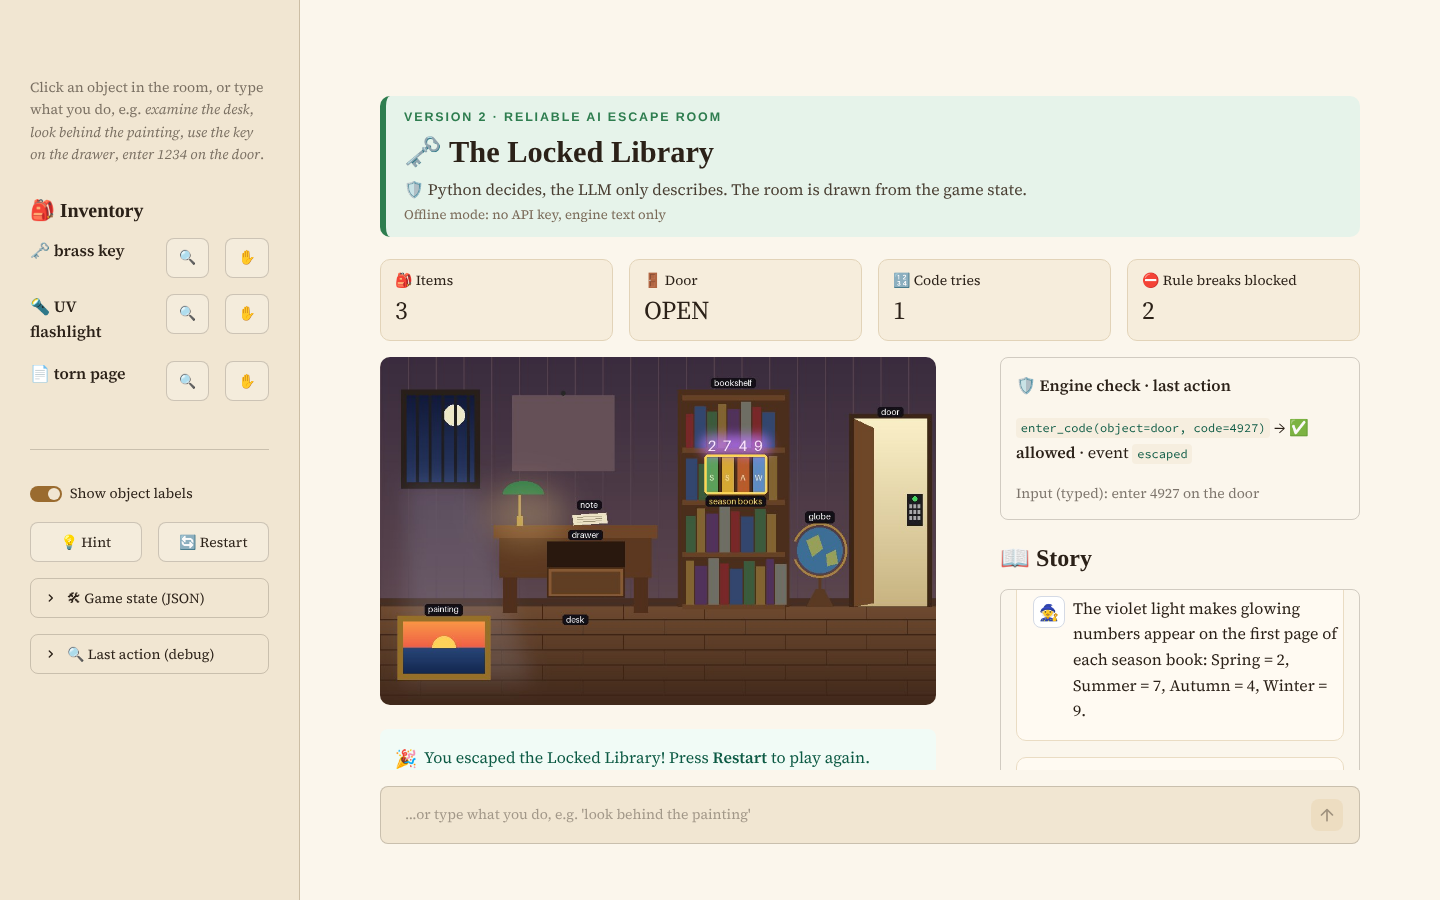 Click an object in the room, or type
what you do, e.g. examine the desk,
look behind the painting, use the key
on the drawer, enter 1234 on the door.
Inventory
brass key
UV
flashlight
torn page
Show object labels
Hint
Restart
Game state (JSON)
Last action (debug)
VERSION 2 · RELIABLE AI ESCAPE ROOM
The Locked Library
Python decides, the LLM only describes. The room is drawn from the game state.
Offline mode: no API key, engine text only
Items
3
Door
OPEN
Code tries
1
Rule breaks blocked
2
bookshelf
door
2 7 4 9
S S A W
season books
note
drawer
globe
painting
desk
You escaped the Locked Library! Press Restart to play again.
Engine check · last action
enter_code(object=door, code=4927) → ✅
allowed · event escaped
Input (typed): enter 4927 on the door
Story
The violet light makes glowing
numbers appear on the first page of
each season book: Spring = 2,
Summer = 7, Autumn = 4, Winter =
9.
...or type what you do, e.g. 'look behind the painting'